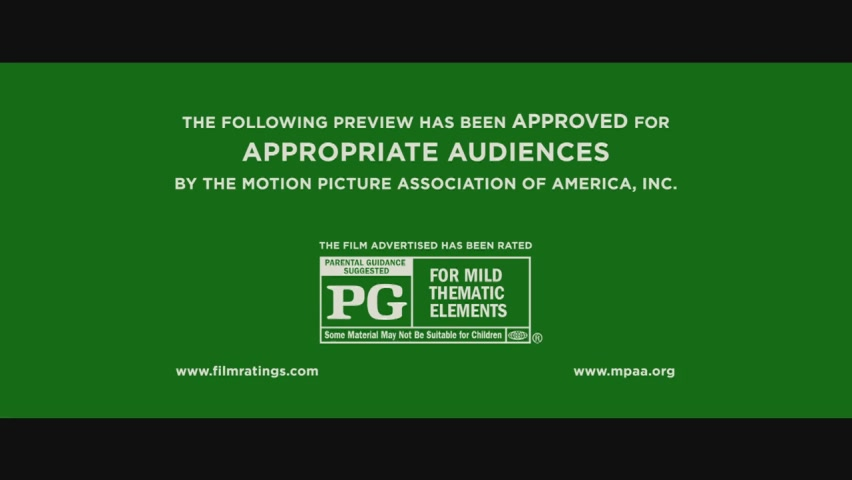 THE FOLLOWING PREVIEW HAS BEEN APPROVED FOR
APPROPRIATE AUDIENCES
BY THE MOTION PICTURE ASSOCIATION OF AMERICA, INC.
THE FILM ADVERTISED HAS BEEN RATED
PARENTAL GUIDANCE
SUGGESTED
PG
FOR MILD
THEMATIC
ELEMENTS
Some Material May Not Be Suitable for Children
®
www.filmratings.com
www.mpaa.org